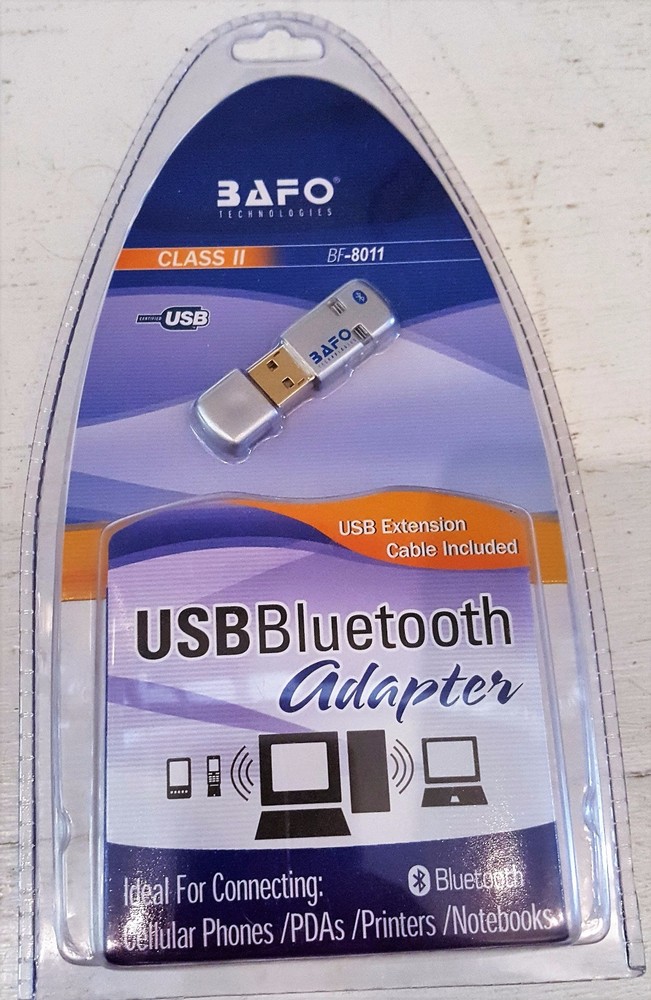 BAFO®
TECHNOLOGIES
CLASS II
BF-8011
CERTIFIED USB
BAFO
TECHNOLOGIES
USB Extension
Cable Included
USBBluetooth
Adapter
Ideal For Connecting:
Bluetooth
Cellular Phones /PDAs /Printers /Notebooks